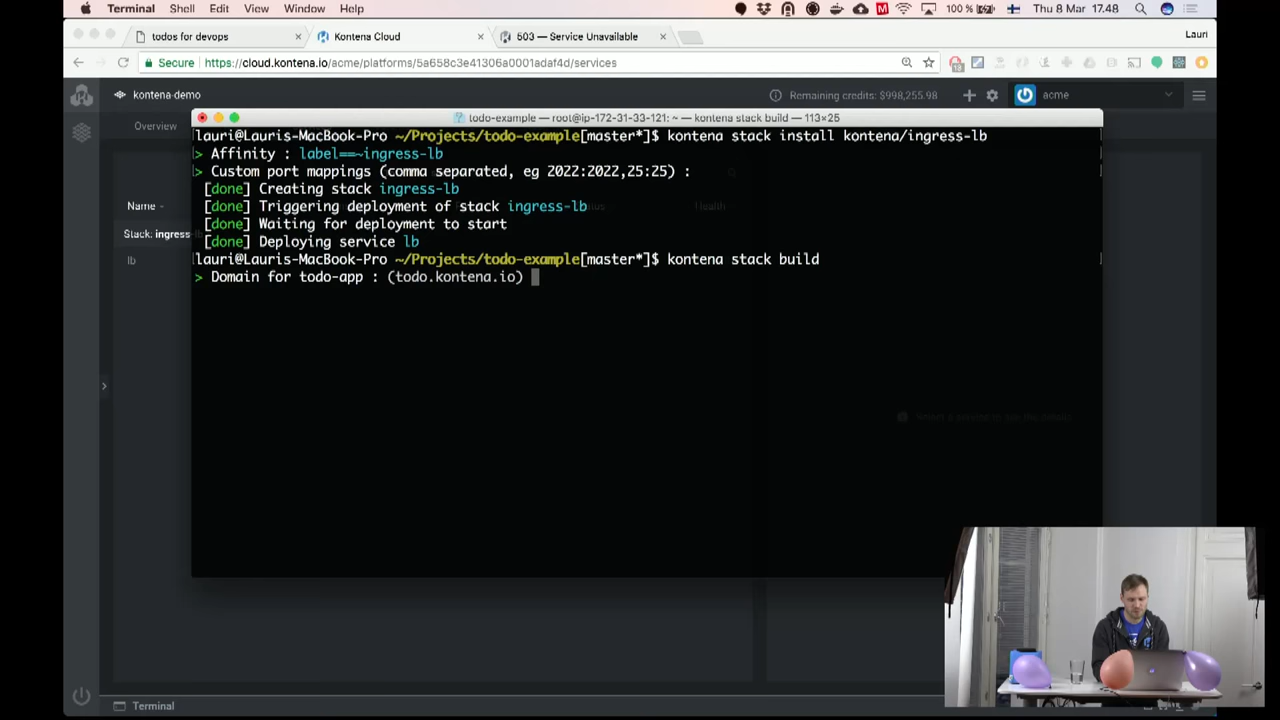 Terminal Shell Edit View Window Help 100 % Thu 8 Mar 17.48
todos for devops Kontena Cloud 503 — Service Unavailable Lauri
Secure https://cloud.kontena.io/acme/platforms/5a658c3e41306a0001adaf4d/services
kontena-demo Remaining credits: $998,255.98 acme
Overview
todo-example — root@ip-172-31-33-121: ~ — kontena stack build — 113×25
lauri@Lauris-MacBook-Pro ~/Projects/todo-example[master*]$ kontena stack install kontena/ingress-lb
> Affinity : label==~ingress-lb
> Custom port mappings (comma separated, eg 2022:2022,25:25) :
[done] Creating stack ingress-lb
Name
[done] Triggering deployment of stack ingress-lb
Health
[done] Waiting for deployment to start
Stack: ingress-
[done] Deploying service lb
lb
lauri@Lauris-MacBook-Pro ~/Projects/todo-example[master*]$ kontena stack build
> Domain for todo-app : (todo.kontena.io)
Terminal